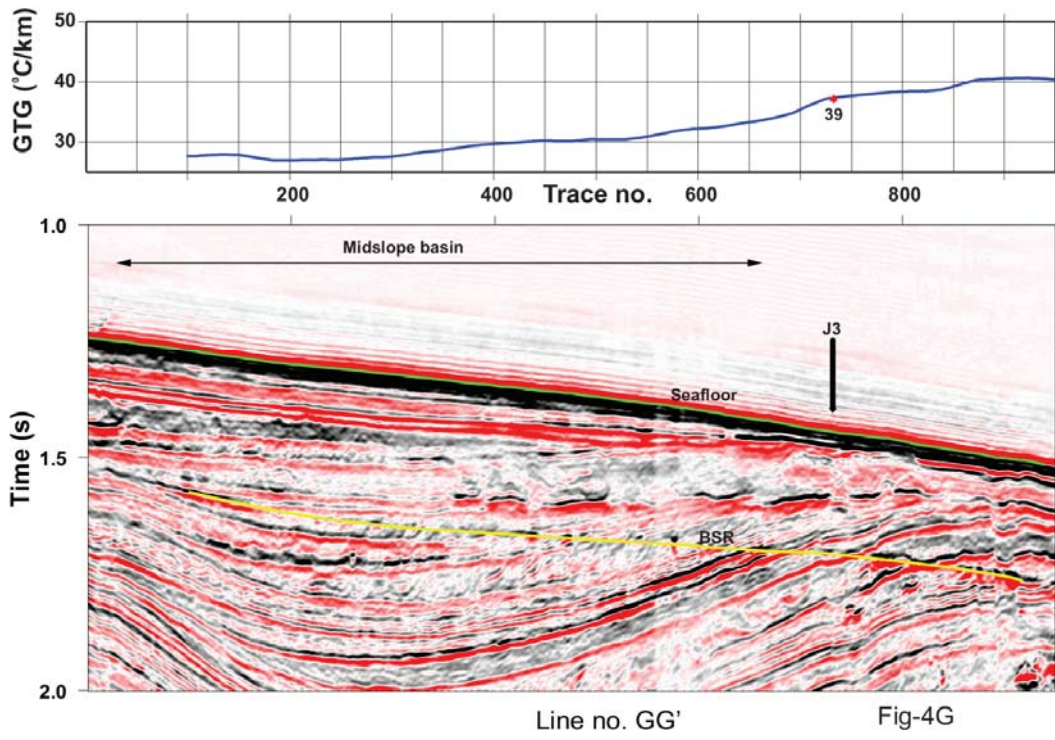 50
40
30
GTG (°C/km)
39
200 400 Trace no. 600 800
1.0
1.5
2.0
Time (s)
Midslope basin
J3
Seafloor
BSR
Line no. GG' Fig-4G